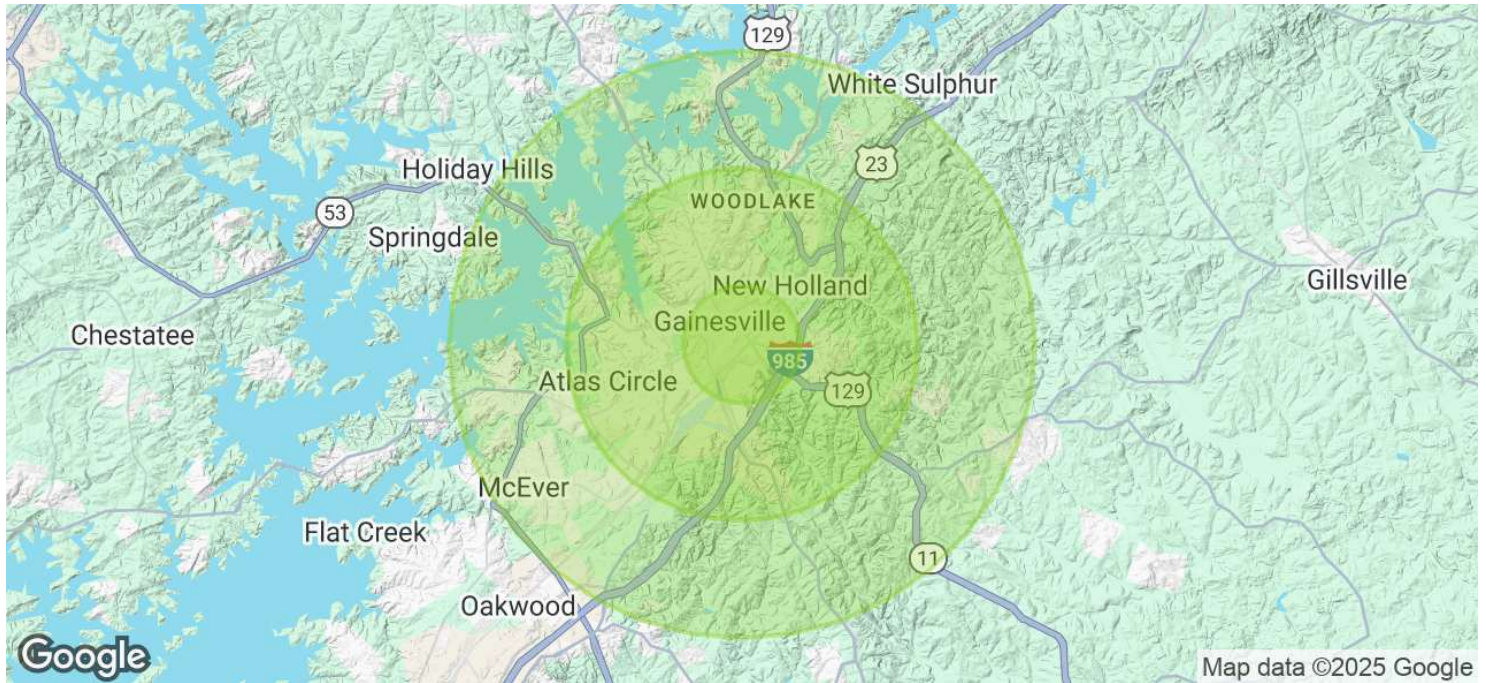 129
White Sulphur
Holiday Hills
23
WOODLAKE
53
Springdale
New Holland
Gillsville
Gainesville
Chestatee
985
Atlas Circle
129
McEver
Flat Creek
11
Oakwood
Google
Map data ©2025 Google